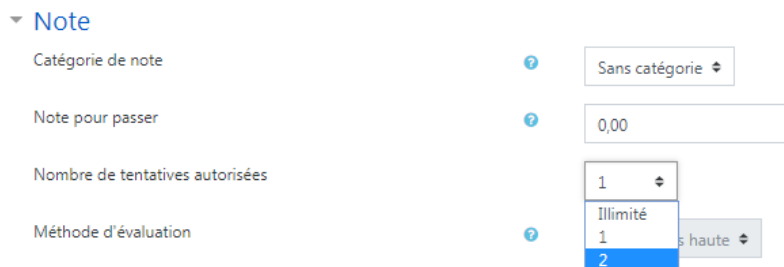 Note
Catégorie de note
Sans catégorie
Note pour passer
0,00
Nombre de tentatives autorisées
1
Illimité
Méthode d'évaluation
1
s haute
2